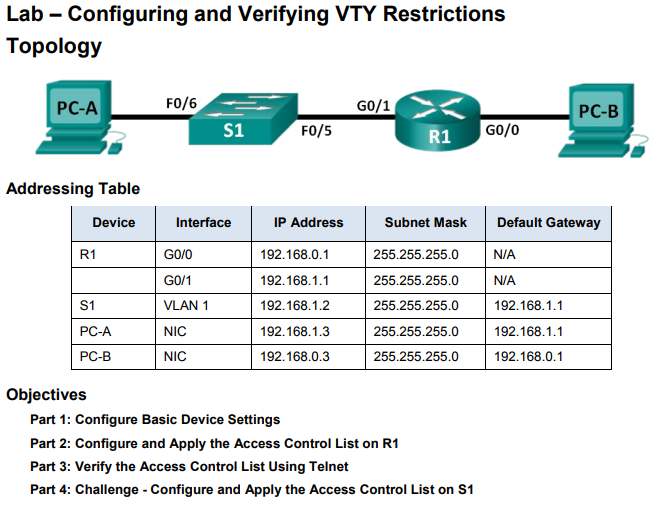 Lab – Configuring and Verifying VTY Restrictions
Topology
PC-A F0/6 S1 F0/5 G0/1 R1 G0/0 PC-B
Addressing Table
Device Interface IP Address Subnet Mask Default Gateway
R1 G0/0 192.168.0.1 255.255.255.0 N/A
G0/1 192.168.1.1 255.255.255.0 N/A
S1 VLAN 1 192.168.1.2 255.255.255.0 192.168.1.1
PC-A NIC 192.168.1.3 255.255.255.0 192.168.1.1
PC-B NIC 192.168.0.3 255.255.255.0 192.168.0.1
Objectives
Part 1: Configure Basic Device Settings
Part 2: Configure and Apply the Access Control List on R1
Part 3: Verify the Access Control List Using Telnet
Part 4: Challenge - Configure and Apply the Access Control List on S1